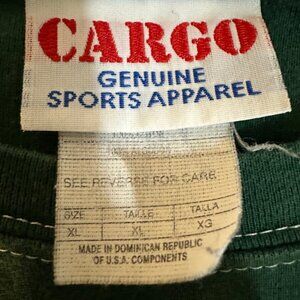 CARGO
GENUINE
SPORTS APPAREL
SEE REVERSE FOR CARE
SIZE TAILLE TALLA
XL XL XG
MADE IN DOMINICAN REPUBLIC
OF U.S.A. COMPONENTS